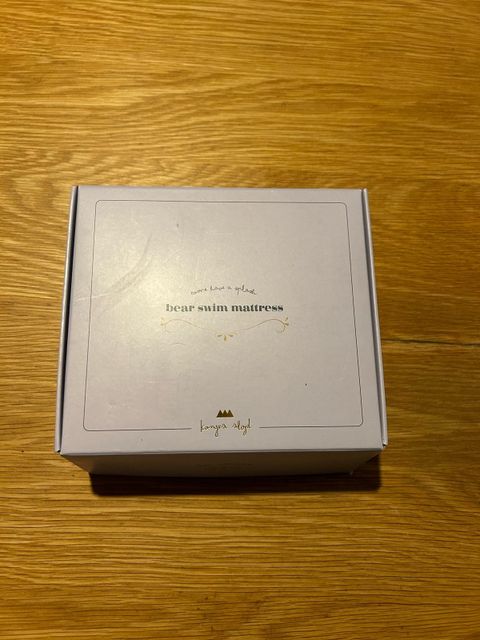 come have a splash
bear swim mattress
konges sløjd